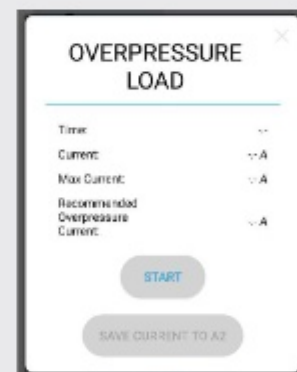 OVERPRESSURE
LOAD
Time: -.-
Current: -.- A
Max Current: -.- A
Recommended
Overpressure -.- A
Current:
START
SAVE CURRENT TO A2